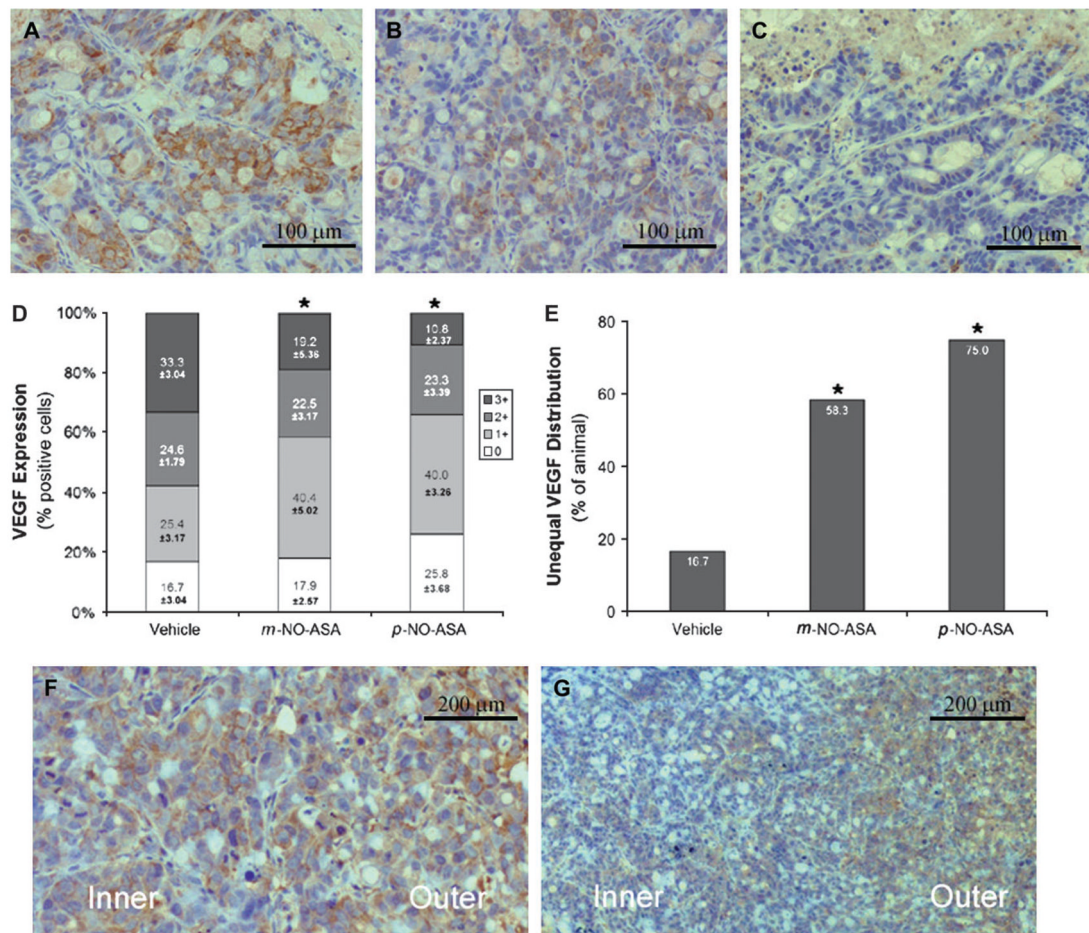 A
100 µm
B
100 µm
C
100 µm
D
VEGF Expression
(% positive cells)
100%
80%
60%
40%
20%
0%
33.3
±3.04
24.6
±1.79
25.4
±3.17
16.7
±3.04
*
19.2
±5.36
22.5
±3.17
40.4
±5.02
17.9
±2.57
*
10.8
±2.37
23.3
±3.39
40.0
±3.26
25.8
±3.68
3+
2+
1+
0
Vehicle
m-NO-ASA
p-NO-ASA
E
Unequal VEGF Distribution
(% of animal)
80
60
40
20
0
16.7
*
58.3
*
75.0
Vehicle
m-NO-ASA
p-NO-ASA
F
200 µm
Inner
Outer
G
200 µm
Inner
Outer